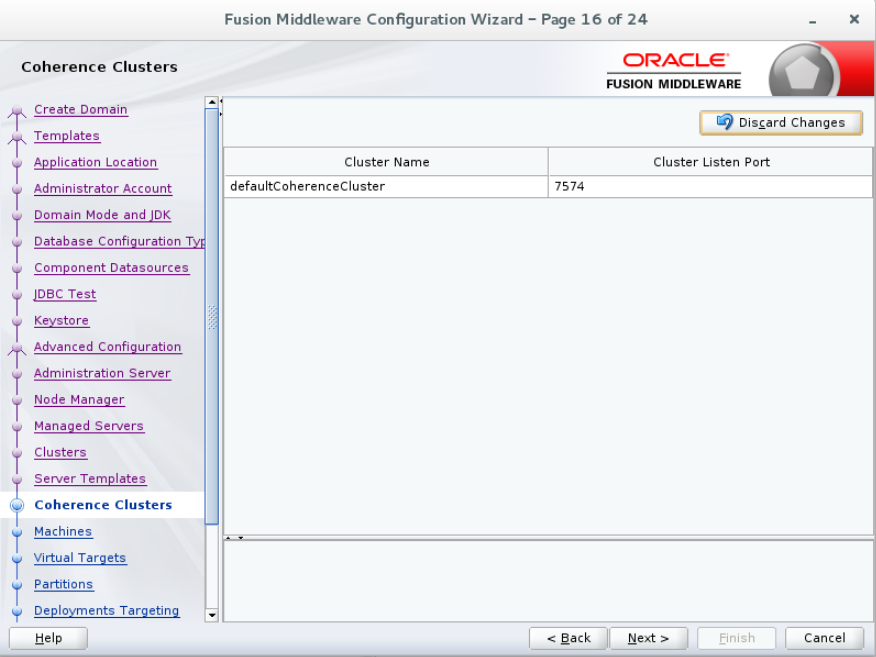 Fusion Middleware Configuration Wizard – Page 16 of 24
Coherence Clusters
ORACLE
FUSION MIDDLEWARE
Create Domain
Templates
Application Location
Administrator Account
Domain Mode and JDK
Database Configuration Typ
Component Datasources
JDBC Test
Keystore
Advanced Configuration
Administration Server
Node Manager
Managed Servers
Clusters
Server Templates
Coherence Clusters
Machines
Virtual Targets
Partitions
Deployments Targeting
Discard Changes
Cluster Name Cluster Listen Port
defaultCoherenceCluster 7574
Help < Back Next > Finish Cancel